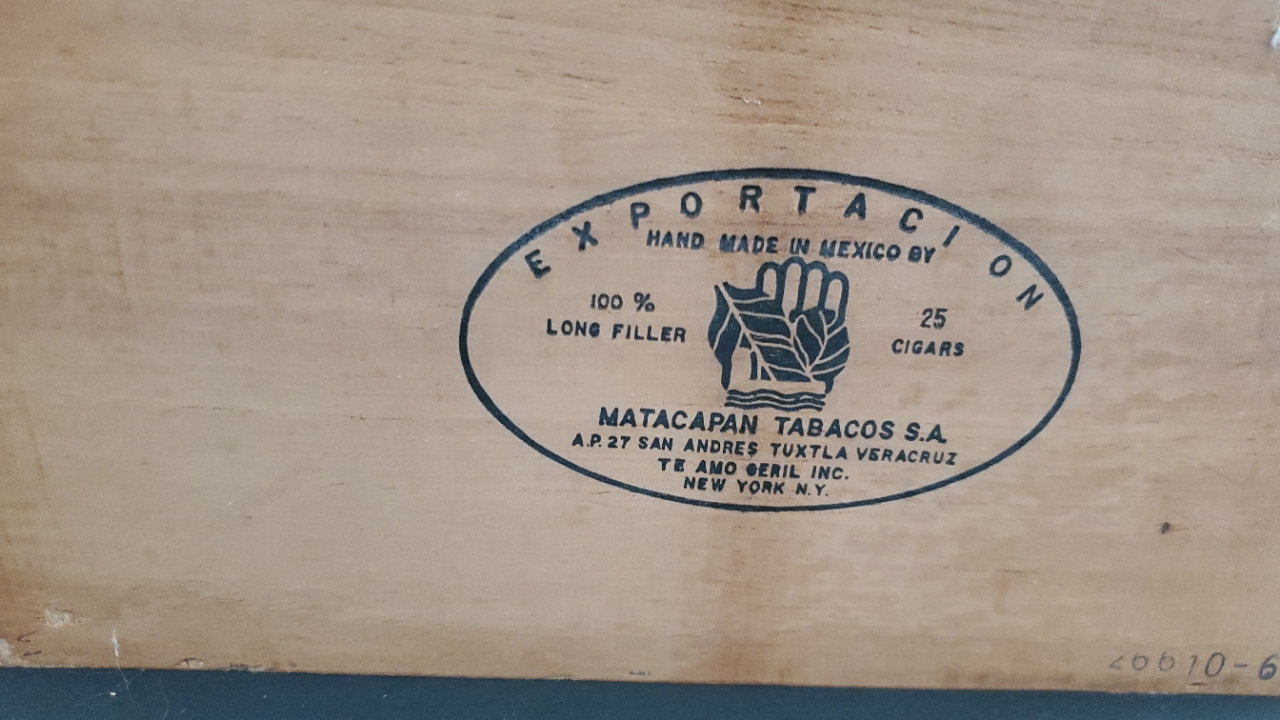 EXPORTACION
HAND MADE IN MEXICO BY
100 %
LONG FILLER
25
CIGARS
MATACAPAN TABACOS S.A.
A.P. 27 SAN ANDRES TUXTLA VERACRUZ
TE AMO GERIL INC.
NEW YORK N.Y.